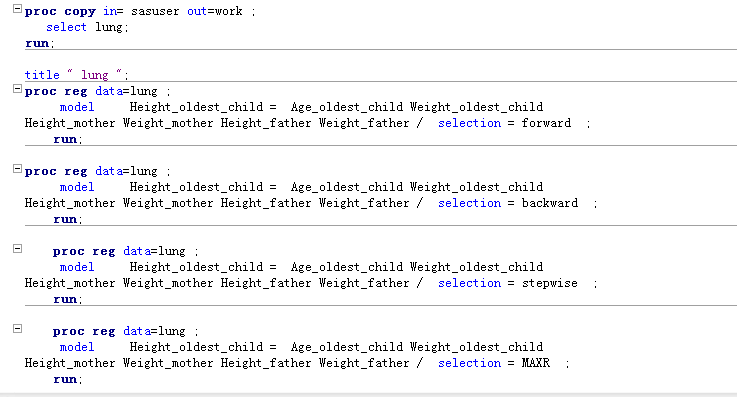 proc copy in= sasuser out=work ;
select lung;
run;
title " lung ";
proc reg data=lung ;
model Height_oldest_child = Age_oldest_child Weight_oldest_child
Height_mother Weight_mother Height_father Weight_father / selection = forward ;
run;
proc reg data=lung ;
model Height_oldest_child = Age_oldest_child Weight_oldest_child
Height_mother Weight_mother Height_father Weight_father / selection = backward ;
run;
proc reg data=lung ;
model Height_oldest_child = Age_oldest_child Weight_oldest_child
Height_mother Weight_mother Height_father Weight_father / selection = stepwise ;
run;
proc reg data=lung ;
model Height_oldest_child = Age_oldest_child Weight_oldest_child
Height_mother Weight_mother Height_father Weight_father / selection = MAXR ;
run;